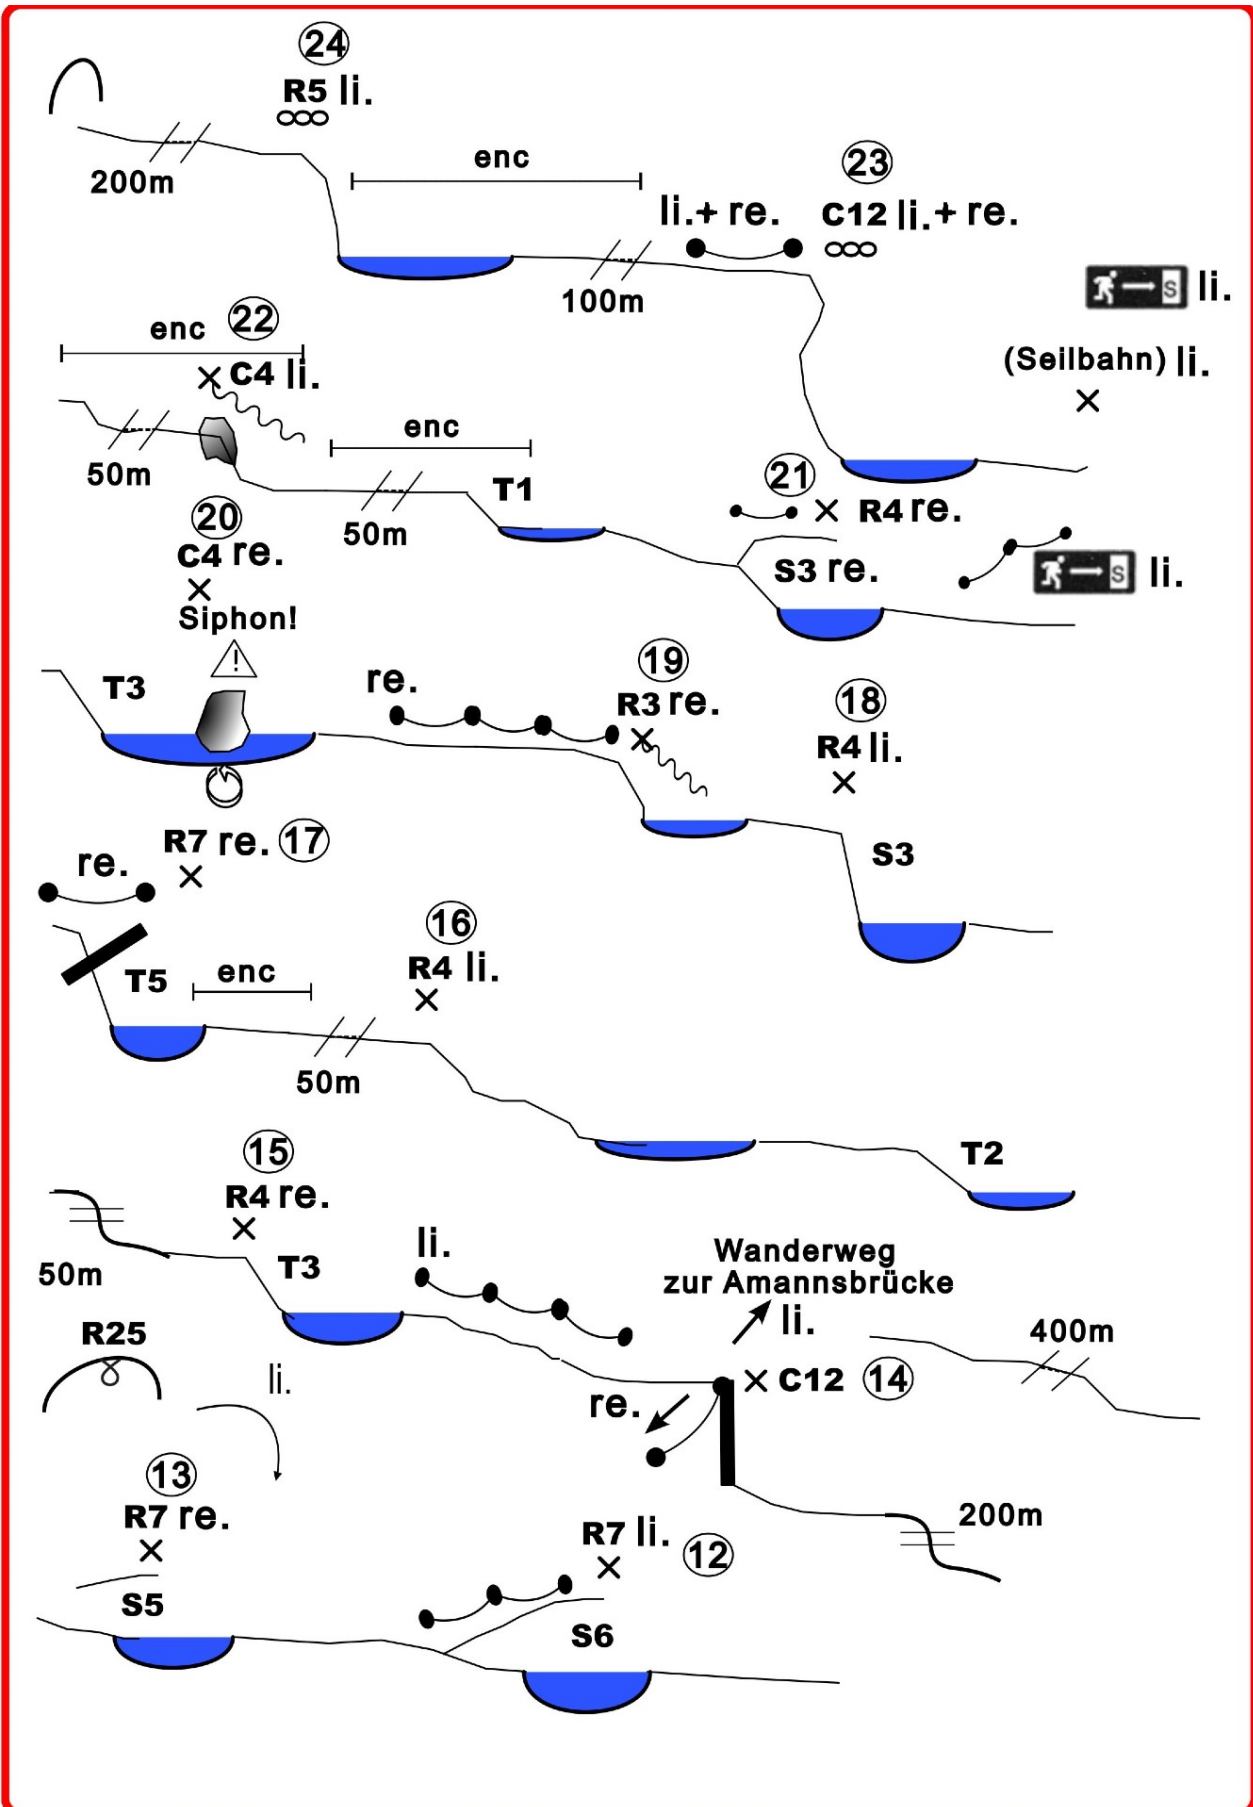 24
R5 li.
200m
enc
li.+ re.
23
C12 li.+ re.
100m
S li.
(Seilbahn) li.
enc
22
C4 li.
50m
enc
50m
T1
21
R4 re.
S3 re.
S li.
20
C4 re.
Siphon!
!
T3
re.
19
R3 re.
18
R4 li.
S3
R7 re. 17
re.
T5
enc
50m
16
R4 li.
T2
15
R4 re.
50m
T3
li.
Wanderweg
zur Amannsbrücke
li.
400m
R25
li.
re.
C12 14
200m
13
R7 re.
S5
R7 li. 12
S6